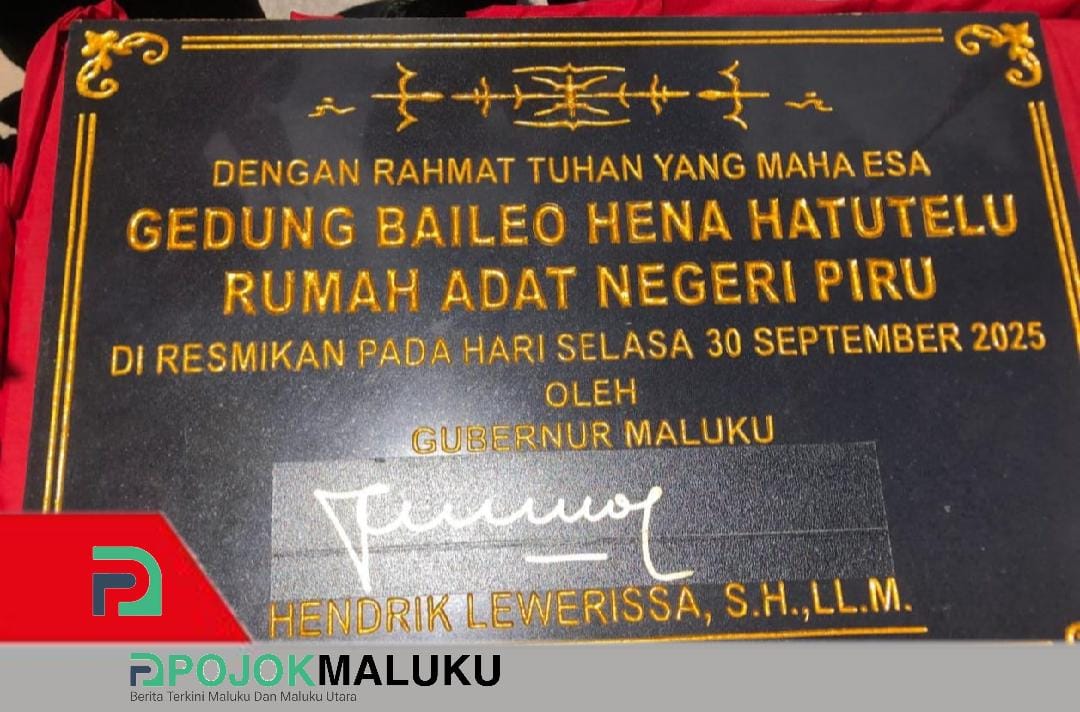 DENGAN RAHMAT TUHAN YANG MAHA ESA
GEDUNG BAILEO HENA HATUTELU
RUMAH ADAT NEGERI PIRU
DI RESMIKAN PADA HARI SELASA 30 SEPTEMBER 2025
OLEH
GUBERNUR MALUKU
HENDRIK LEWERISSA, S.H.,LL.M.
POJOKMALUKU
Berita Terkini Maluku Dan Maluku Utara